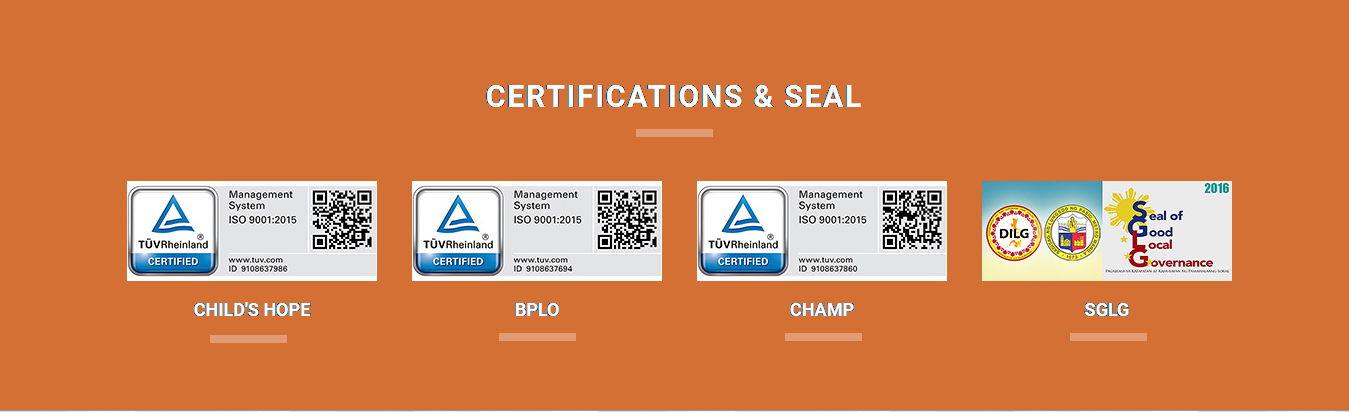 CERTIFICATIONS & SEAL
Management
System
ISO 9001:2015
TÜVRheinland®
CERTIFIED
www.tuv.com
ID 9108637986
CHILD'S HOPE
Management
System
ISO 9001:2015
TÜVRheinland®
CERTIFIED
www.tuv.com
ID 9108637694
BPLO
Management
System
ISO 9001:2015
TÜVRheinland®
CERTIFIED
www.tuv.com
ID 9108637860
CHAMP
2016
DILG
1573
Seal of
Good
Local
Governance
PAGKILALA SA KATAPATAN AT KAHUSAYAN NG PAMAHALAANG LOKAL
SGLG